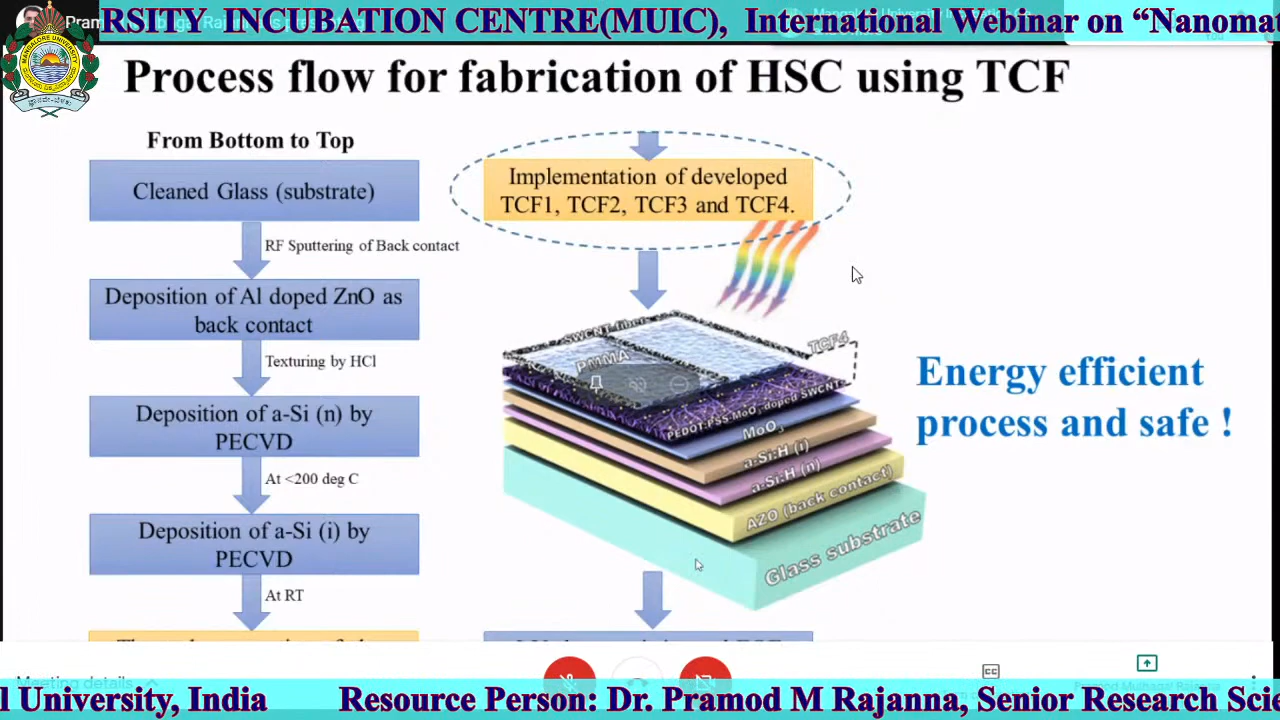 RSITY INCUBATION CENTRE(MUIC), International Webinar on “Nanoma
Process flow for fabrication of HSC using TCF
From Bottom to Top
Cleaned Glass (substrate)
RF Sputtering of Back contact
Deposition of Al doped ZnO as
back contact
Texturing by HCl
Deposition of a-Si (n) by
PECVD
At <200 deg C
Deposition of a-Si (i) by
PECVD
At RT
Implementation of developed
TCF1, TCF2, TCF3 and TCF4.
SWCNT fibers
TCF4
PMMA
PEDOT:PSS MoO3 doped SWCNTs
MoO3
a-Si:H (i)
a-Si:H (n)
AZO (back contact)
Glass substrate
Energy efficient
process and safe !
Meeting details
l University, India Resource Person: Dr. Pramod M Rajanna, Senior Research Scie